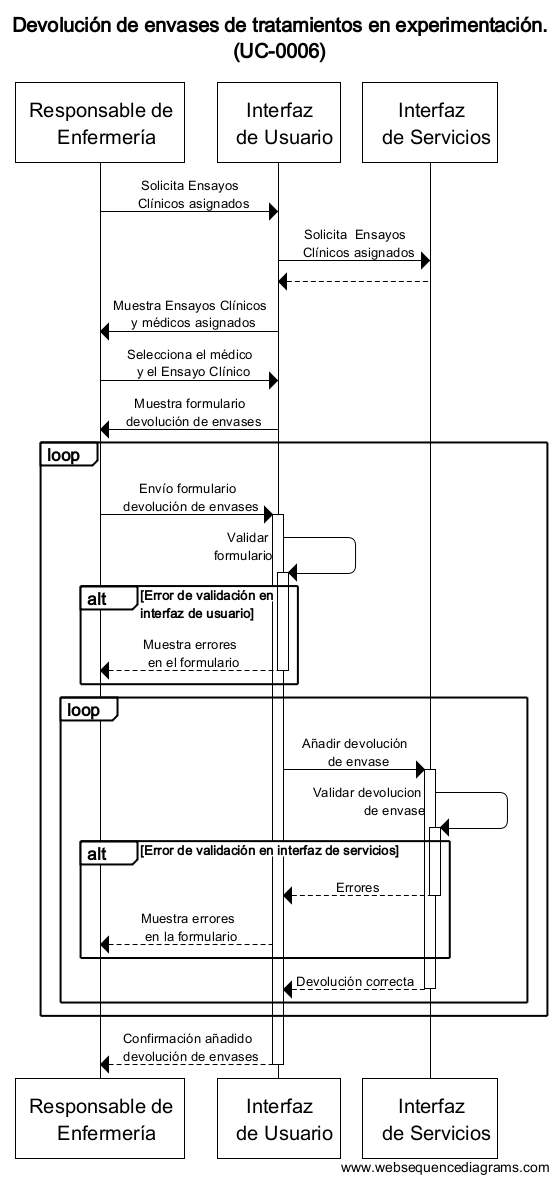 Devolución de envases de tratamientos en experimentación.
(UC-0006)
Responsable de
Enfermería
Interfaz
de Usuario
Interfaz
de Servicios
Solicita Ensayos
Clínicos asignados
Solicita Ensayos
Clínicos asignados
Muestra Ensayos Clínicos
y médicos asignados
Selecciona el médico
y el Ensayo Clínico
Muestra formulario
devolución de envases
loop
Envío formulario
devolución de envases
Validar
formulario
alt
[Error de validación en
interfaz de usuario]
Muestra errores
en el formulario
loop
Añadir devolución
de envase
Validar devolucion
de envase
alt
[Error de validación en interfaz de servicios]
Errores
Muestra errores
en la formulario
Devolución correcta
Confirmación añadido
devolución de envases
Responsable de
Enfermería
Interfaz
de Usuario
Interfaz
de Servicios
www.websequencediagrams.com